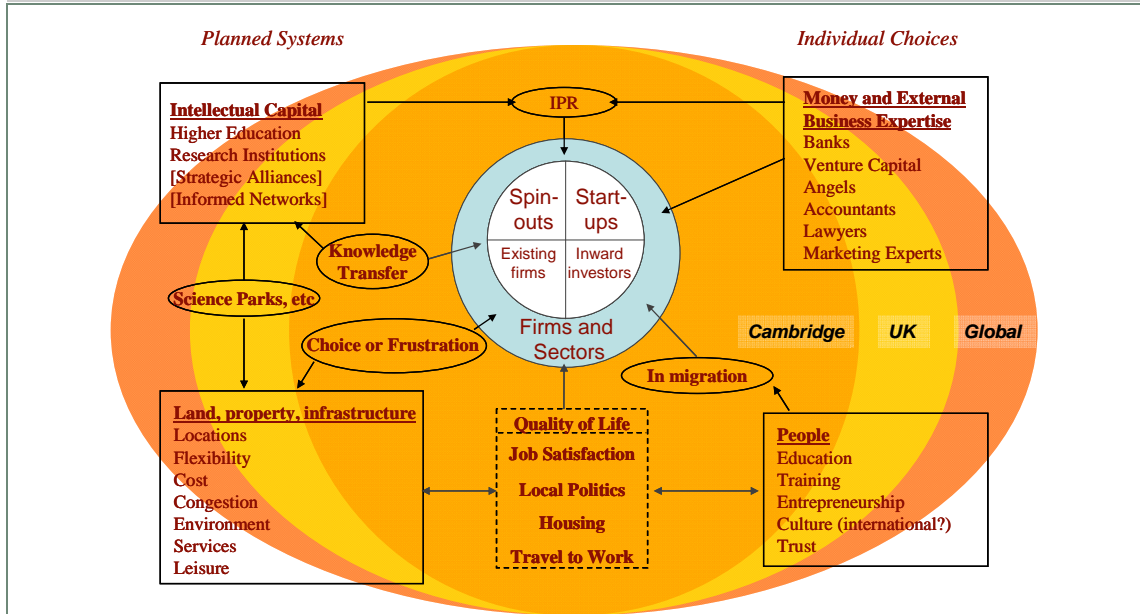 Planned Systems
Individual Choices
Intellectual Capital
Higher Education
Research Institutions
[Strategic Alliances]
[Informed Networks]
IPR
Money and External
Business Expertise
Banks
Venture Capital
Angels
Accountants
Lawyers
Marketing Experts
Spin-
outs
Start-
ups
Existing
firms
Inward
investors
Firms and
Sectors
Knowledge
Transfer
Science Parks, etc
Choice or Frustration
In migration
Cambridge
UK
Global
Land, property, infrastructure
Locations
Flexibility
Cost
Congestion
Environment
Services
Leisure
Quality of Life
Job Satisfaction
Local Politics
Housing
Travel to Work
People
Education
Training
Entrepreneurship
Culture (international?)
Trust